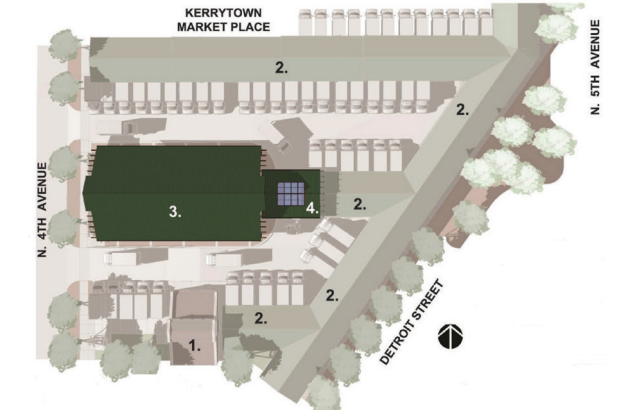 KERRYTOWN
MARKET PLACE
N. 5TH AVENUE
2.
2.
N. 4TH AVENUE
3.
4.
2.
2.
2.
1.
DETROIT STREET